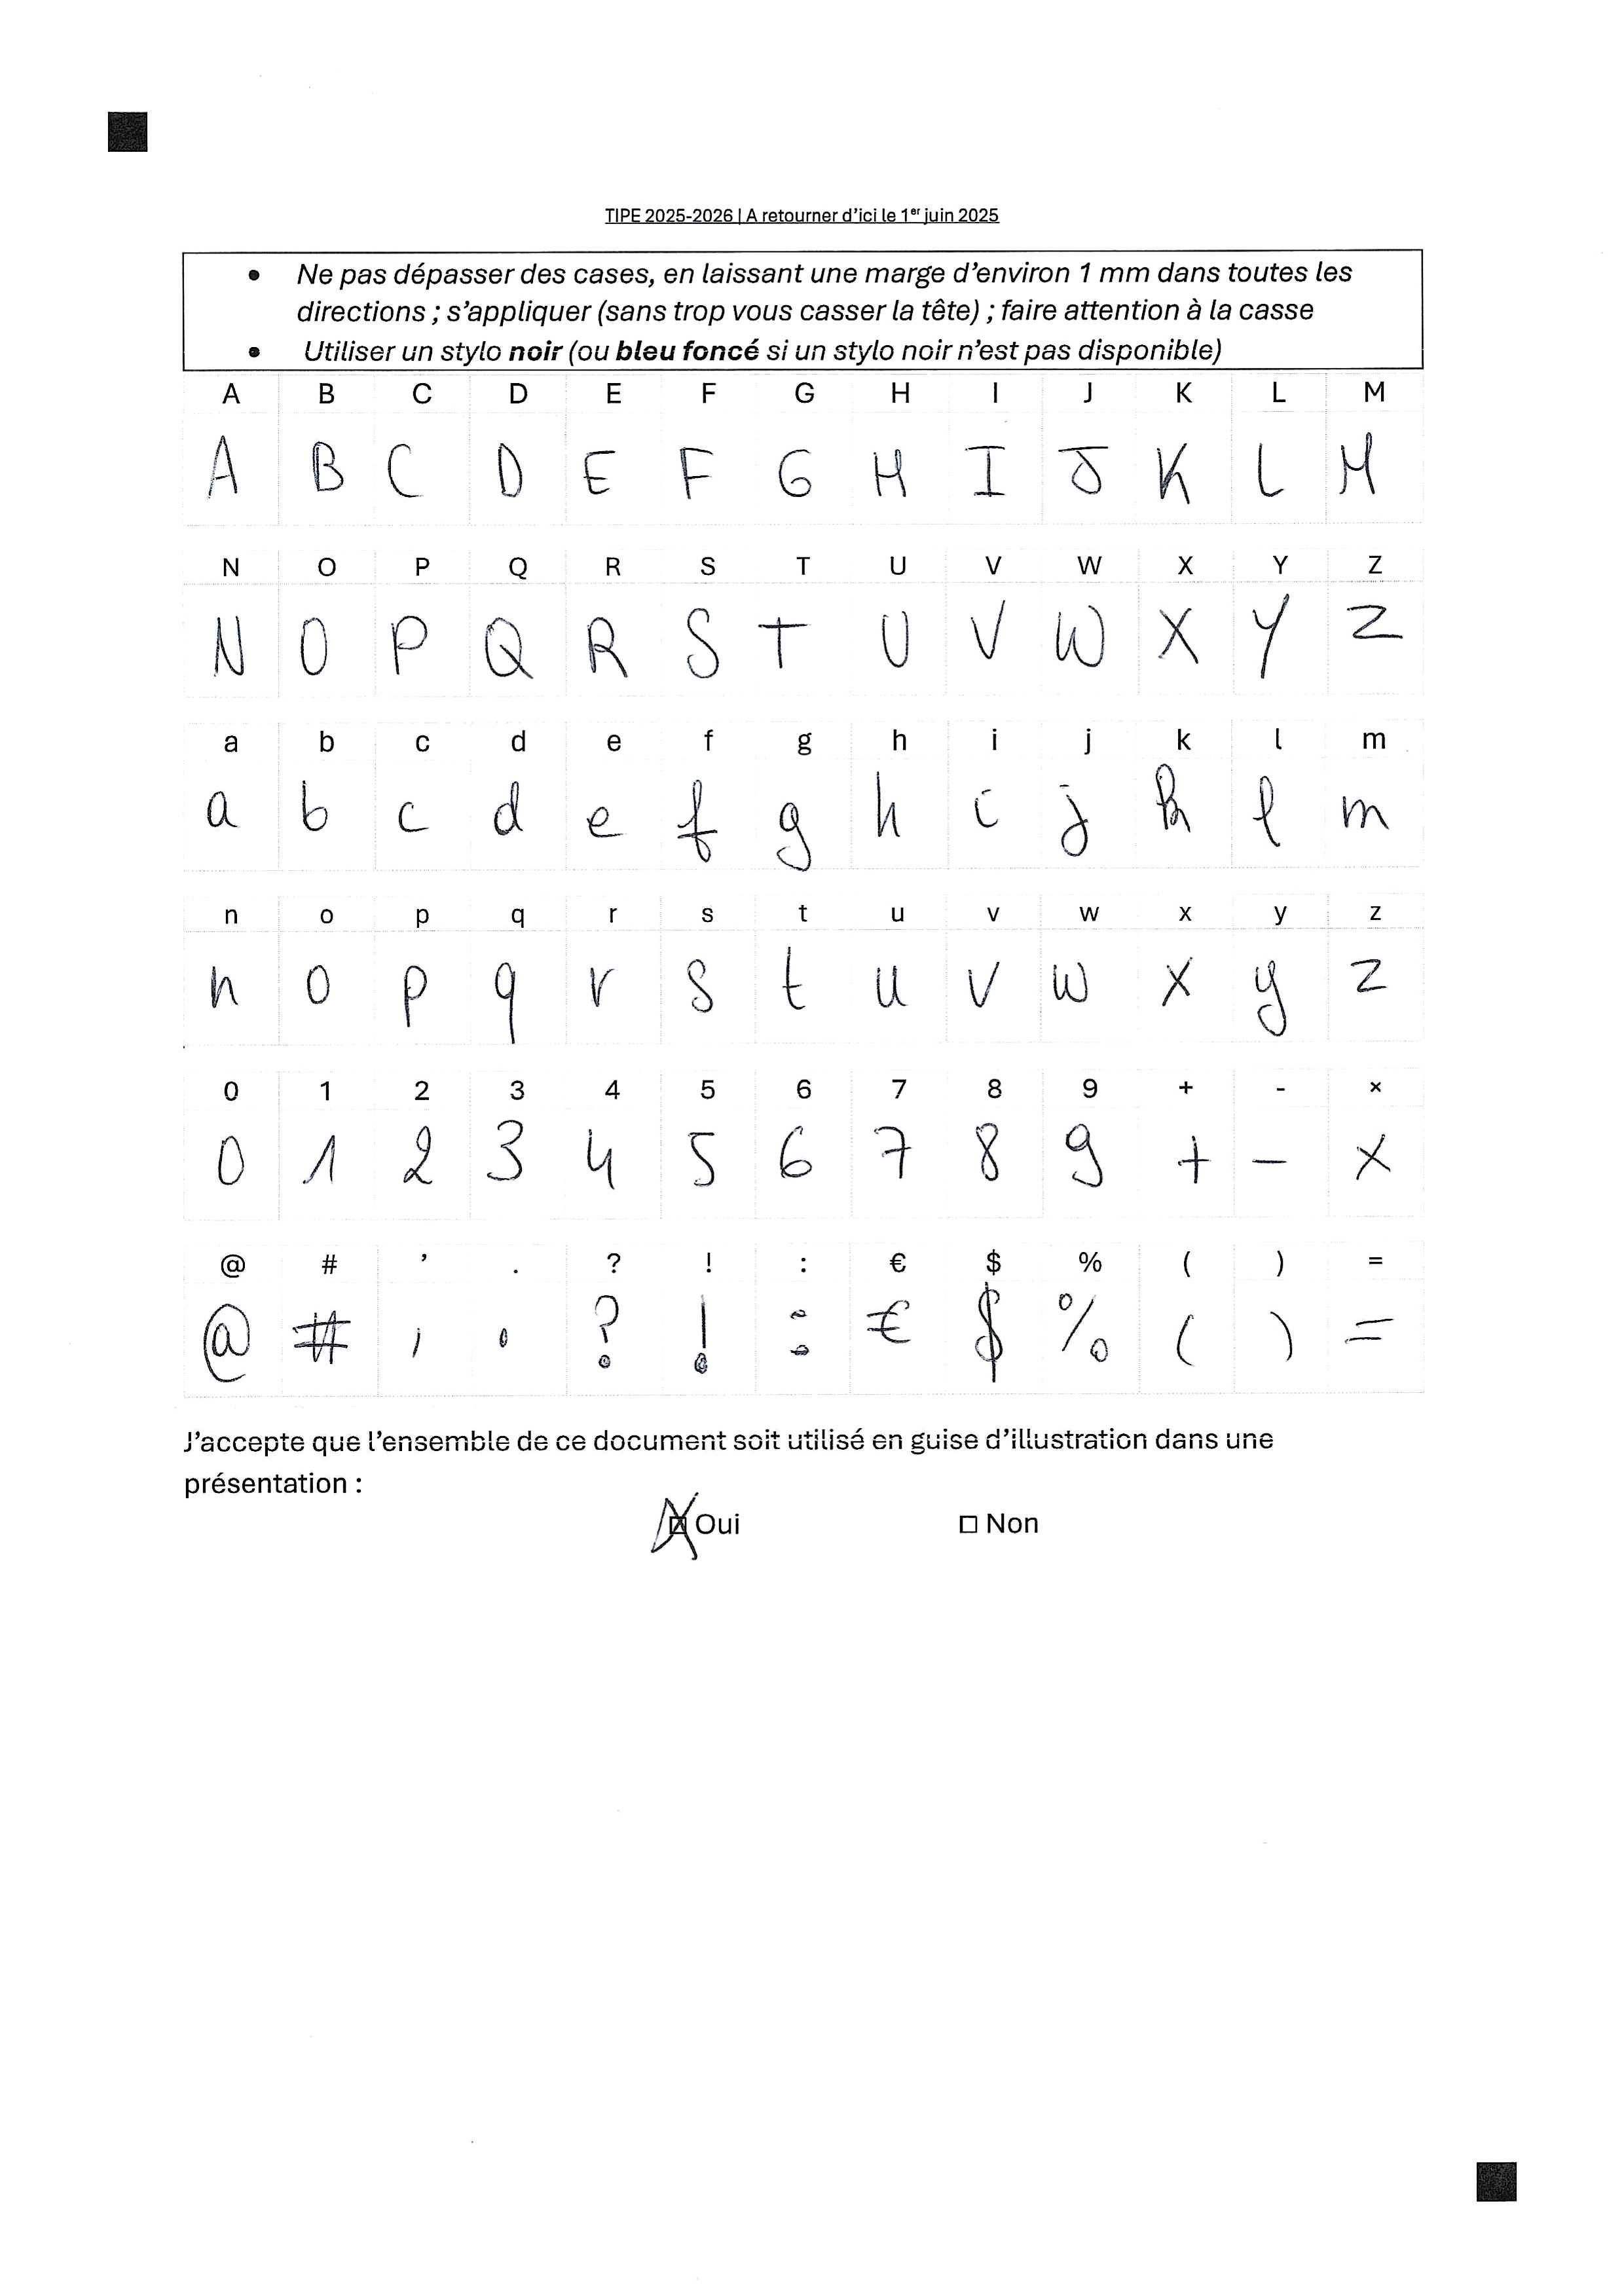 TIPE 2025-2026 | A retourner d'ici le 1er juin 2025
• Ne pas dépasser des cases, en laissant une marge d'environ 1 mm dans toutes les
directions ; s'appliquer (sans trop vous casser la tête) ; faire attention à la casse
• Utiliser un stylo noir (ou bleu foncé si un stylo noir n'est pas disponible)
A B C D E F G H I J K L M
A B C D E F G H I J K L M
N O P Q R S T U V W X Y Z
N O P Q R S T U V W X Y Z
a b c d e f g h i j k l m
a b c d e f g h i j k l m
n o p q r s t u v w x y z
n o p q r s t u v w x y z
0 1 2 3 4 5 6 7 8 9 + - ×
0 1 2 3 4 5 6 7 8 9 + - ×
@ # ’ . ? ! : € $ % ( ) =
@ # , . ? ! : € $ % ( ) =
J'accepte que l'ensemble de ce document soit utilisé en guise d'illustration dans une
présentation :
☒ Oui ☐ Non